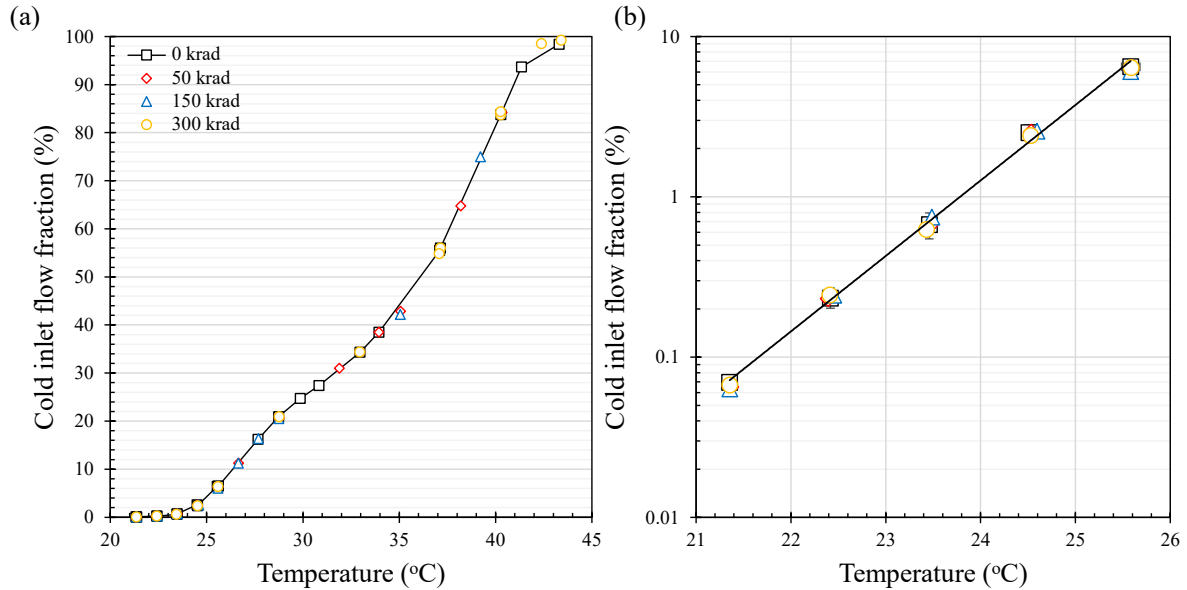 (a)
100
90
80
70
60
50
40
30
20
10
0
Cold inlet flow fraction (%)
0 krad
50 krad
150 krad
300 krad
20 25 30 35 40 45
Temperature (°C)
(b)
10
1
0.1
0.01
Cold inlet flow fraction (%)
21 22 23 24 25 26
Temperature (°C)